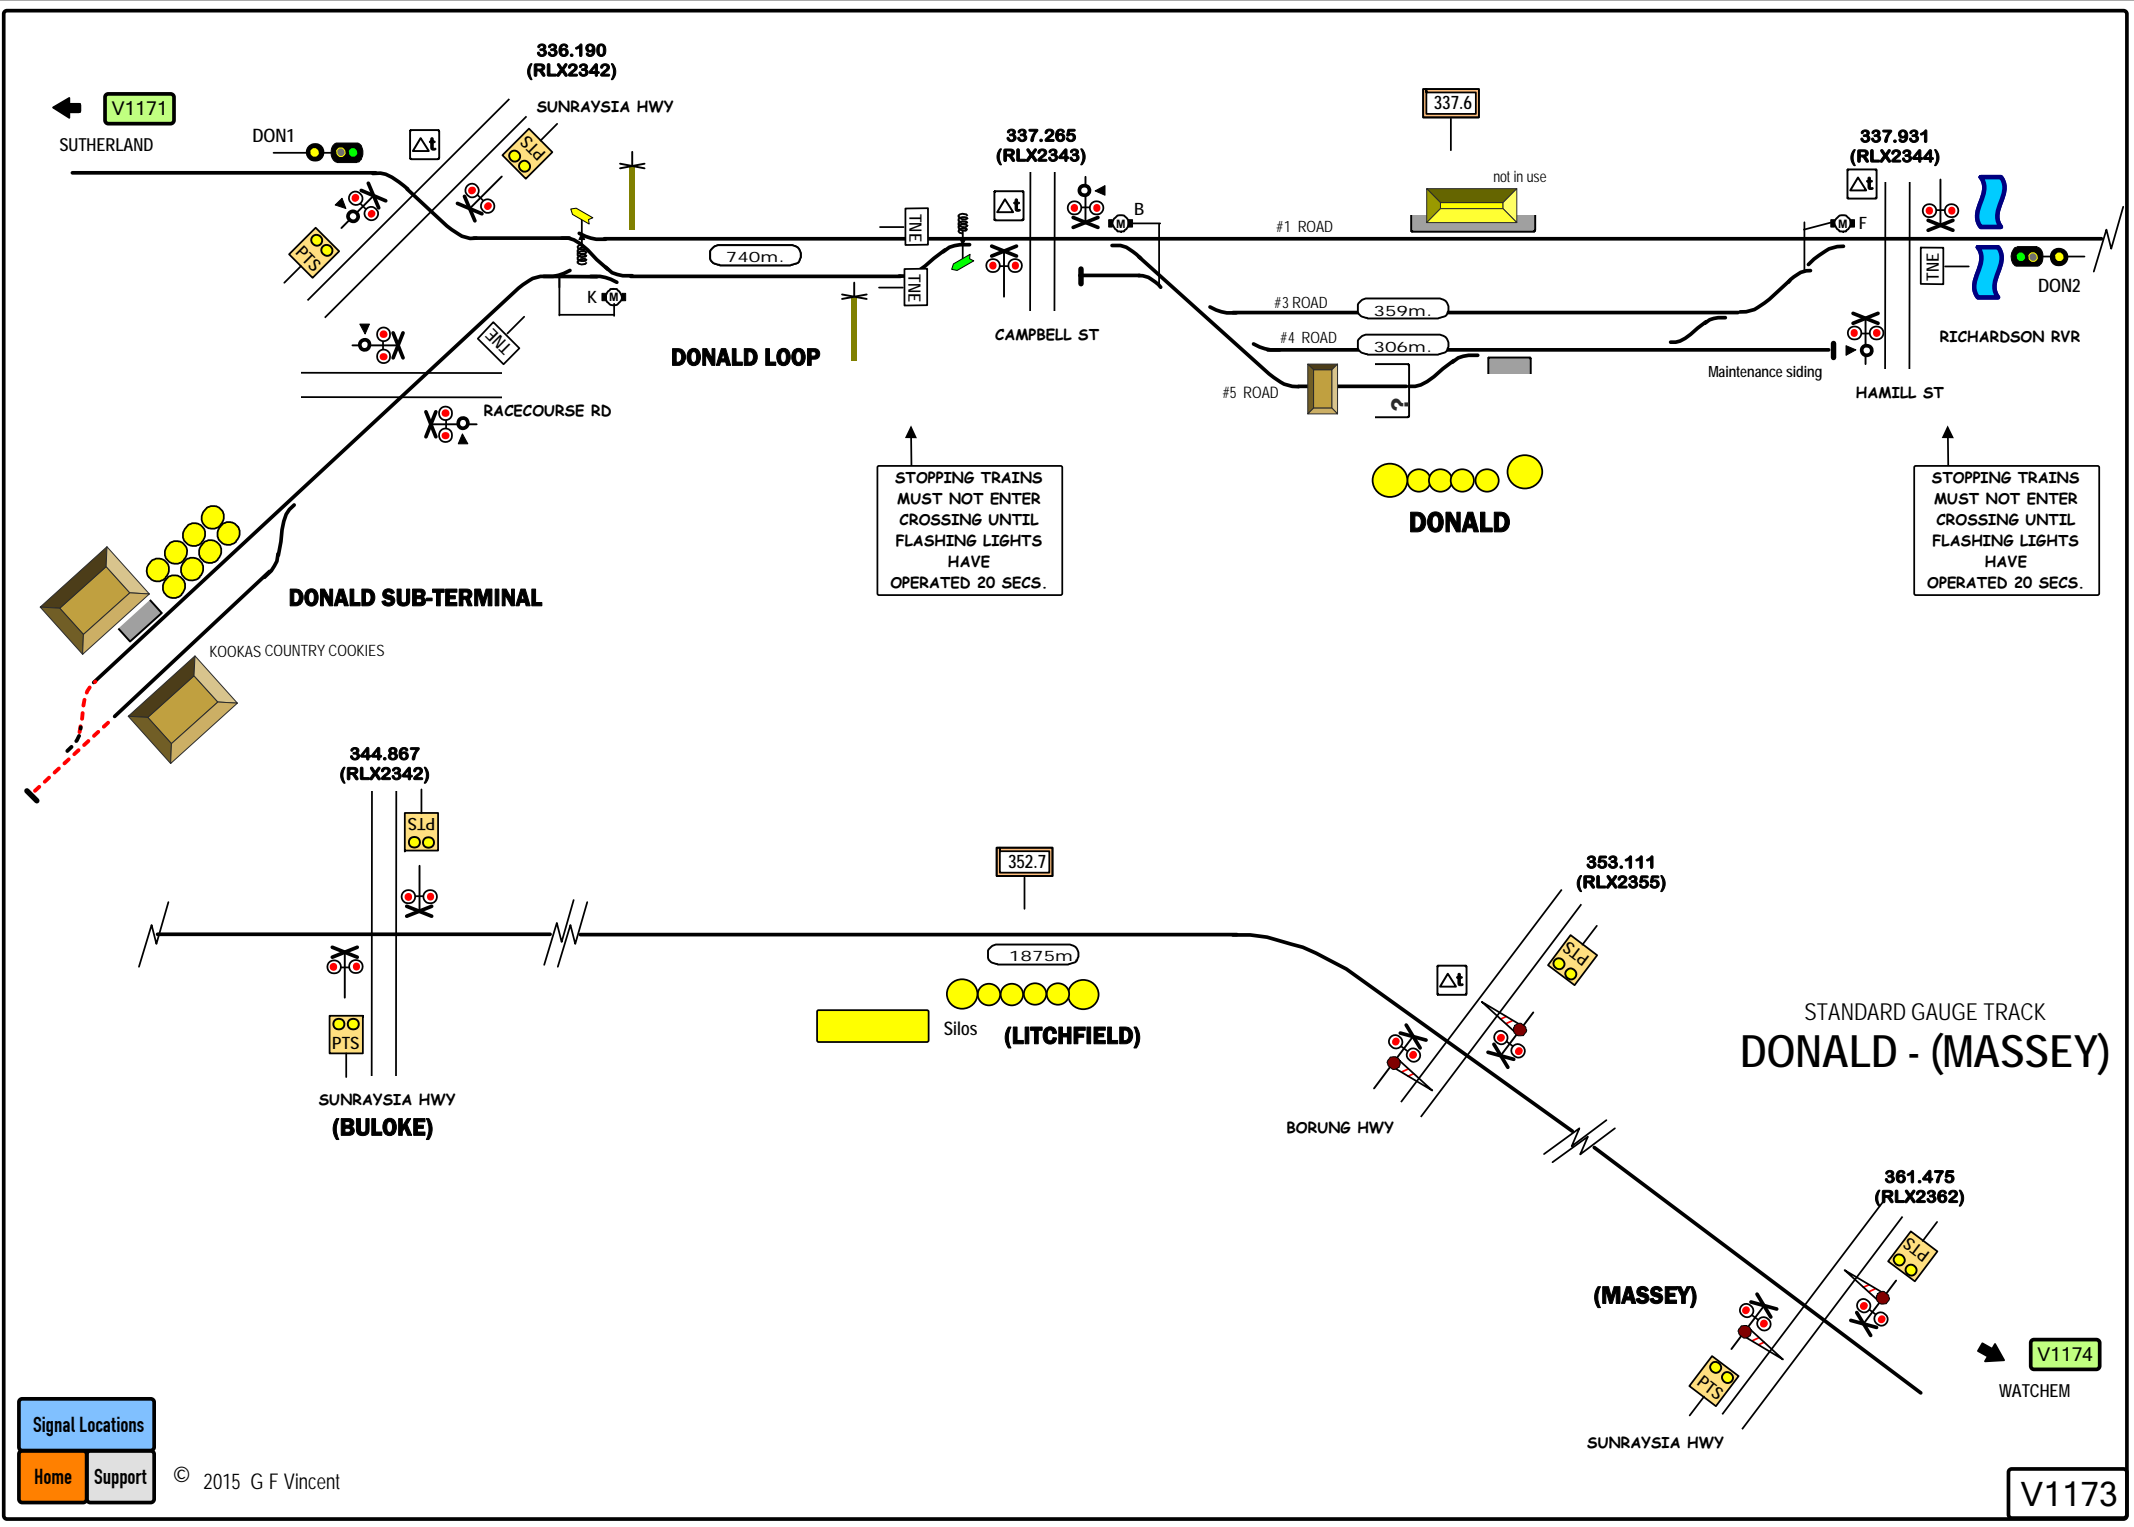 336.190
(RLX2342)
SUNRAYSIA HWY
V1171
SUTHERLAND
DON1
Δt
PTS
PTS
337.265
(RLX2343)
Δt
B
M
TNE
TNE
740m.
K
M
TNE
DONALD LOOP
CAMPBELL ST
337.6
not in use
#1 ROAD
#3 ROAD
359m.
#4 ROAD
306m.
#5 ROAD
?
Maintenance siding
337.931
(RLX2344)
Δt
M
F
TNE
DON2
RICHARDSON RVR
HAMILL ST
RACECOURSE RD
STOPPING TRAINS
MUST NOT ENTER
CROSSING UNTIL
FLASHING LIGHTS
HAVE
OPERATED 20 SECS.
DONALD
STOPPING TRAINS
MUST NOT ENTER
CROSSING UNTIL
FLASHING LIGHTS
HAVE
OPERATED 20 SECS.
DONALD SUB-TERMINAL
KOOKAS COUNTRY COOKIES
344.867
(RLX2342)
PTS
PTS
SUNRAYSIA HWY
(BULOKE)
352.7
1875m
Silos
(LITCHFIELD)
353.111
(RLX2355)
PTS
Δt
BORUNG HWY
STANDARD GAUGE TRACK
DONALD - (MASSEY)
361.475
(RLX2362)
PTS
(MASSEY)
PTS
SUNRAYSIA HWY
V1174
WATCHEM
Signal Locations
Home
Support
© 2015 G F Vincent
V1173